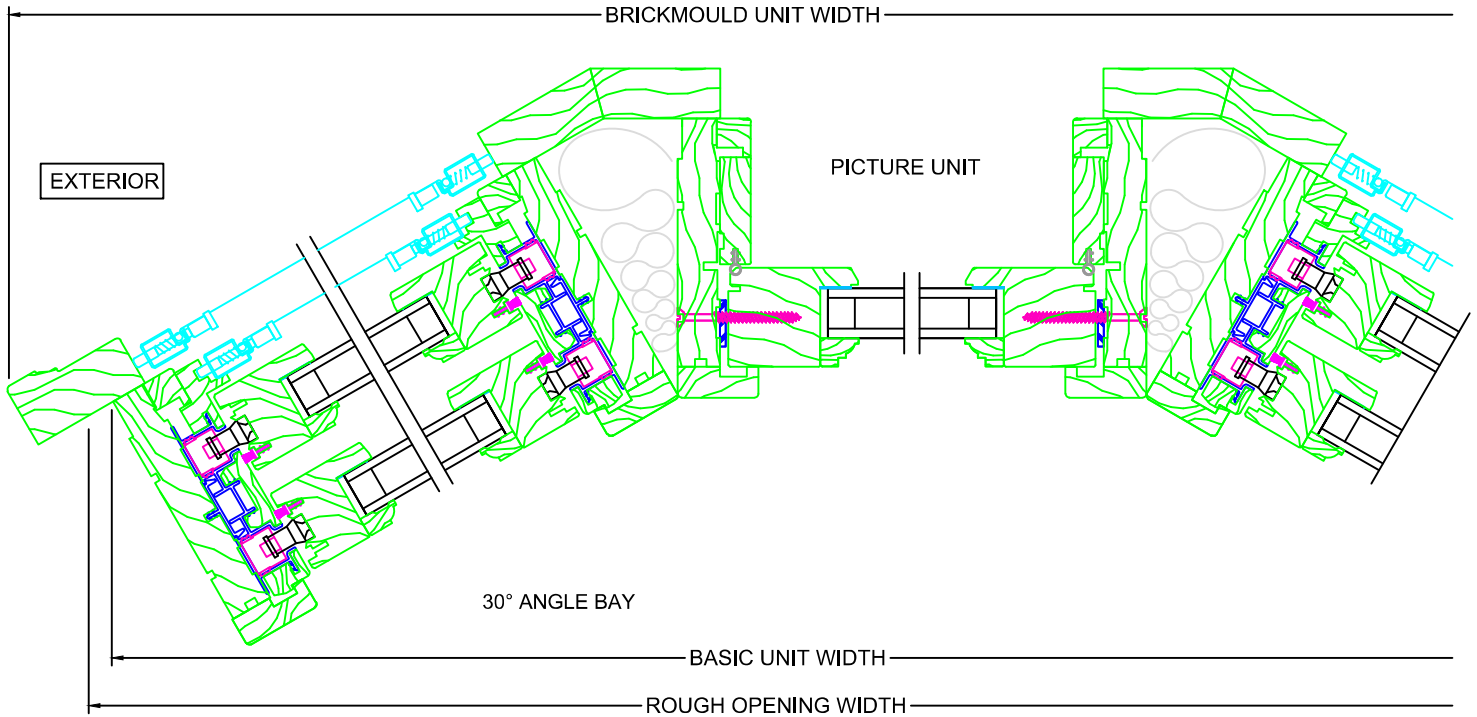 BRICKMOULD UNIT WIDTH
EXTERIOR
PICTURE UNIT
30° ANGLE BAY
BASIC UNIT WIDTH
ROUGH OPENING WIDTH